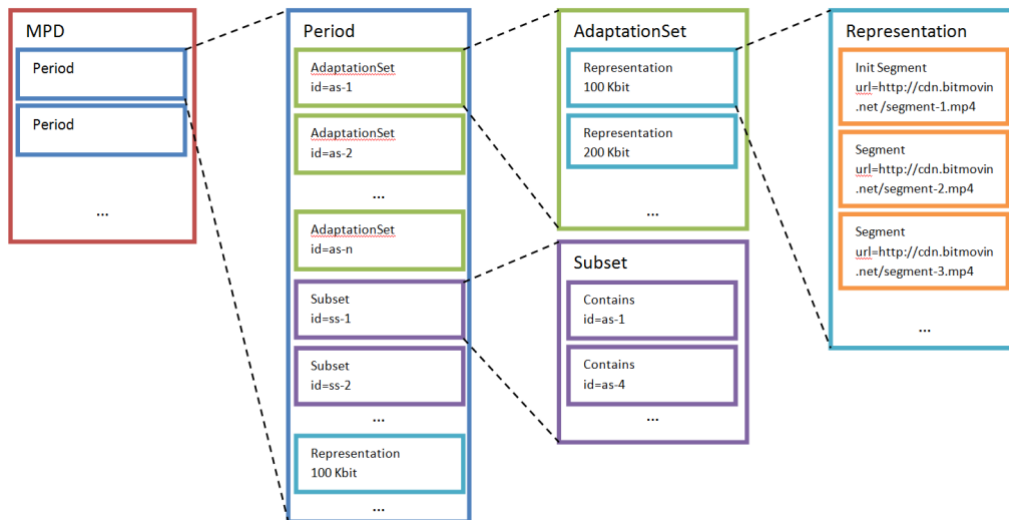 MPD
Period
Period
...
Period
AdaptationSet
id=as-1
AdaptationSet
id=as-2
...
AdaptationSet
id=as-n
Subset
id=ss-1
Subset
id=ss-2
...
Representation
100 Kbit
...
AdaptationSet
Representation
100 Kbit
Representation
200 Kbit
...
Subset
Contains
id=as-1
Contains
id=as-4
...
Representation
Init Segment
url=http://cdn.bitmovin
.net/segment-1.mp4
Segment
url=http://cdn.bitmovin
.net/segment-2.mp4
Segment
url=http://cdn.bitmovin
.net/segment-3.mp4
...